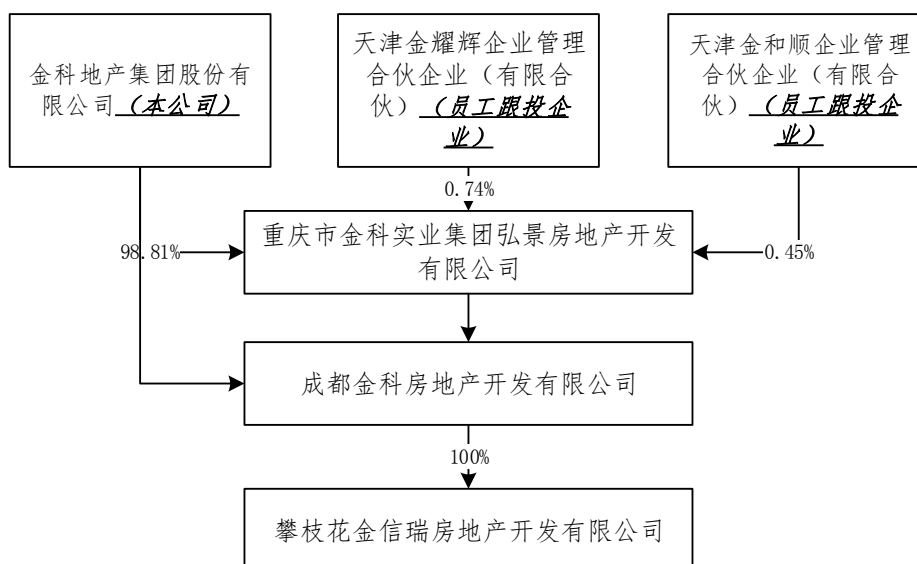 金科地产集团股份有
限公司（本公司）
天津金耀辉企业管理
合伙企业（有限合
伙）（员工跟投企
业）
天津金和顺企业管理
合伙企业（有限合
伙）（员工跟投企
业）
0.74%
98.81%
重庆市金科实业集团弘景房地产开发
有限公司
0.45%
成都金科房地产开发有限公司
100%
攀枝花金信瑞房地产开发有限公司